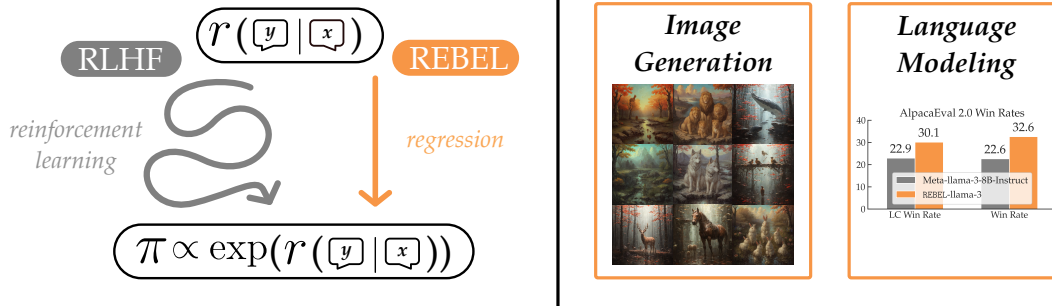 r(y|x)
RLHF
REBEL
reinforcement
learning
regression
π ∝ exp(r(y|x))
Image
Generation
Language
Modeling
AlpacaEval 2.0 Win Rates
40
30
20
10
0
22.9
30.1
22.6
32.6
Meta-llama-3-8B-Instruct
REBEL-llama-3
LC Win Rate
Win Rate